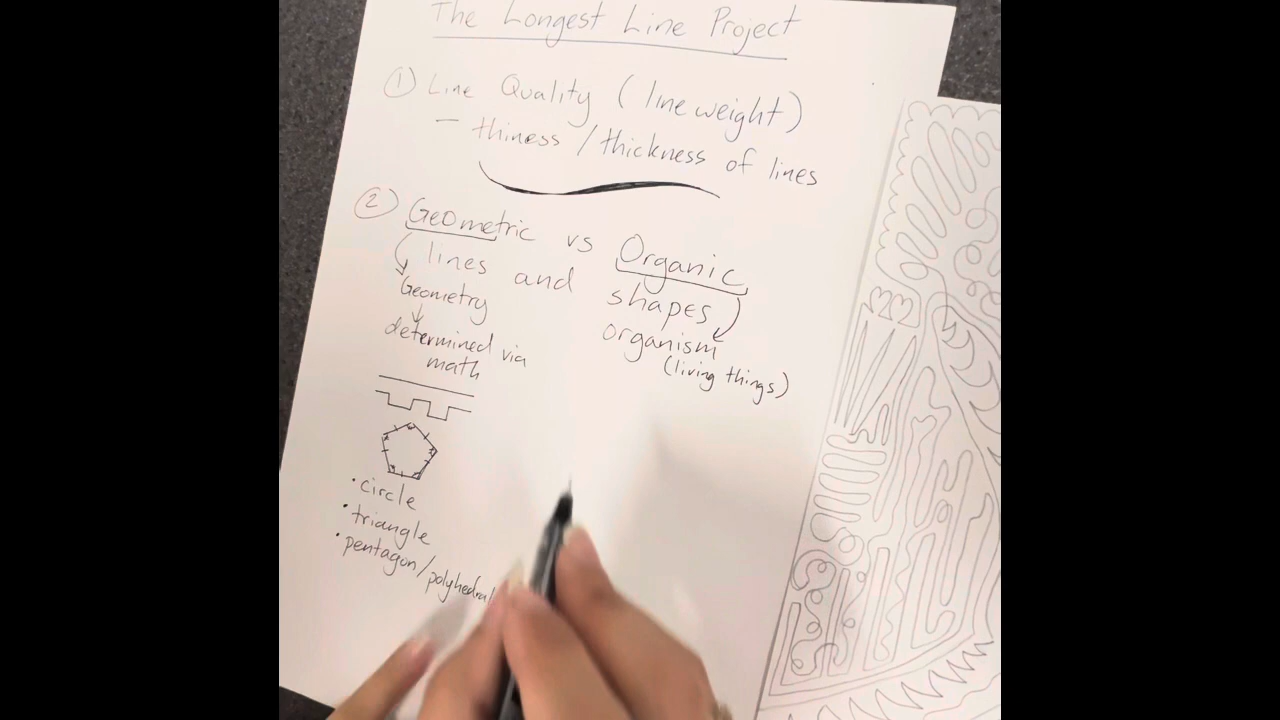 The Longest Line Project
① Line Quality (line weight)
– thiness / thickness of lines
② Geometric vs Organic
lines and shapes
Geometry
determined via
math
organism
(living things)
• circle
• triangle
• pentagon / polyhedral